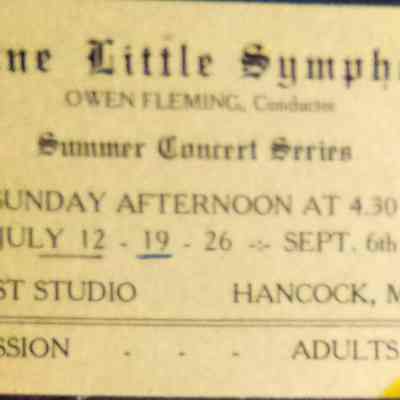 ne Little Symph
OWEN FLEMING, Conductor
Summer Concert Series
SUNDAY AFTERNOON AT 4.30
JULY 12 - 19 - 26 -:- SEPT. 6th
ST STUDIO HANCOCK, M
SSION - - - ADULTS